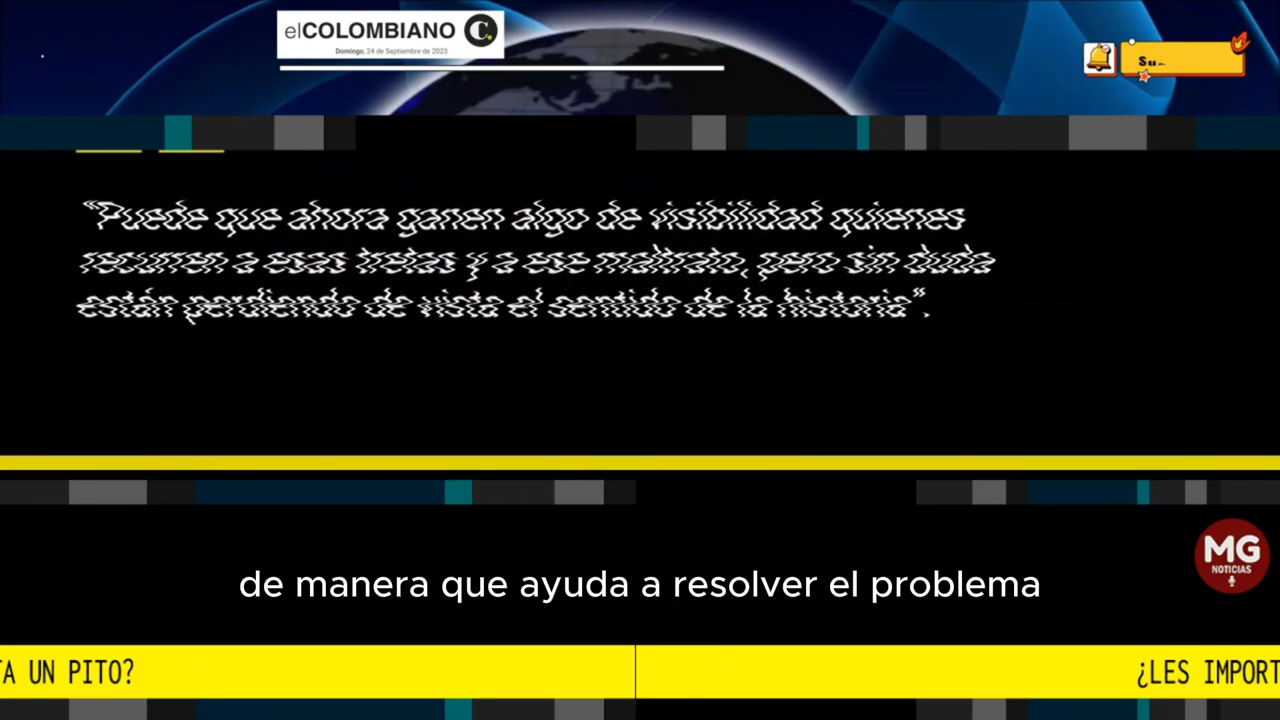 elCOLOMBIANO C.
Domingo, 24 de Septiembre de 2023
Su
“Puede que ahora ganen algo de visibilidad quienes
recurren a esas tretas y a ese maltrato, pero sin duda
están perdiendo de vista el sentido de la historia”.
MG
NOTICIAS
de manera que ayuda a resolver el problema
TA UN PITO?
¿LES IMPORT